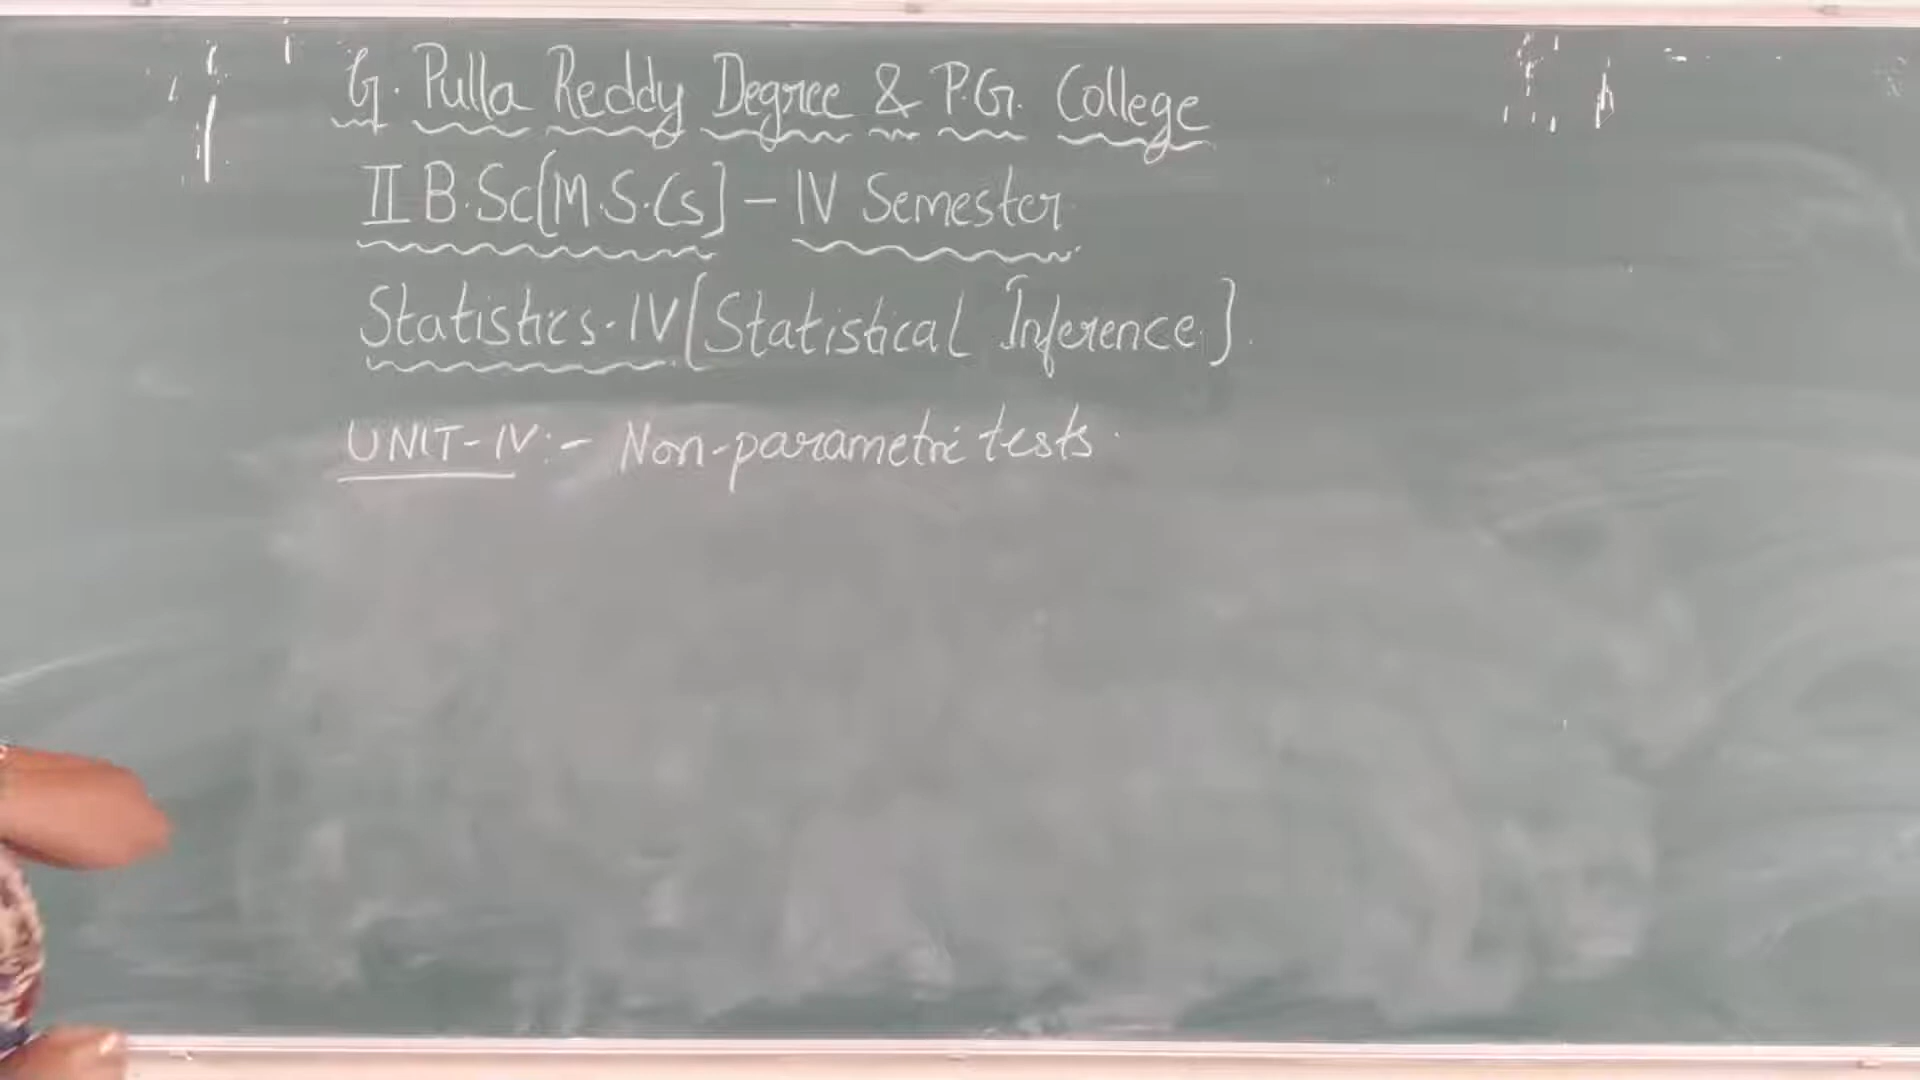 G. Pulla Reddy Degree & P.G. College
II B.Sc[M.S.Cs] - IV Semester
Statistics-IV[Statistical Inference].
UNIT-IV:- Non-parametric tests.